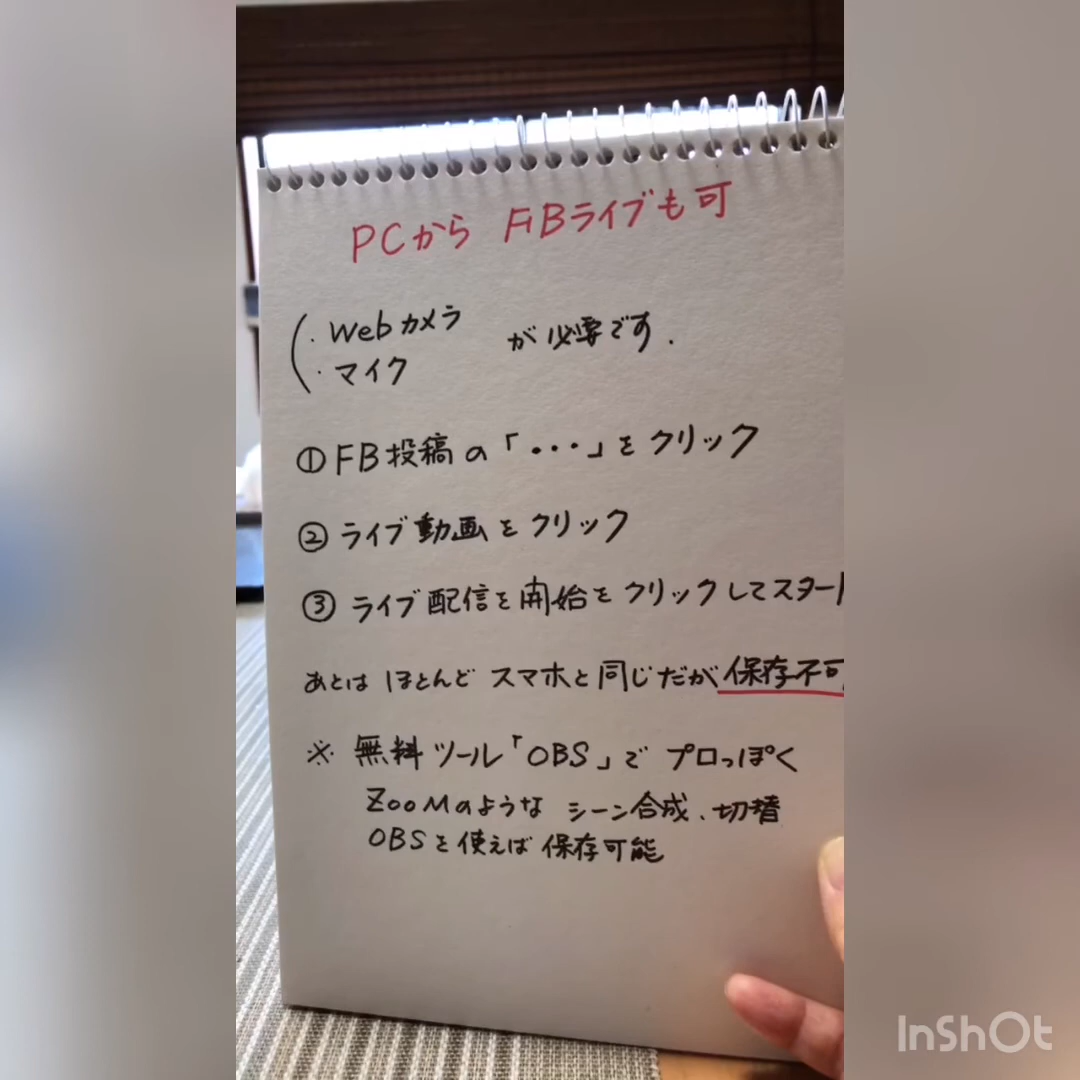 PCから FBライブも可
・Webカメラ
・マイク
が必要です.
① FB投稿の「・・・」をクリック
② ライブ動画をクリック
③ ライブ配信を開始をクリックしてスタート
あとは ほとんど スマホと同じだが保存不可
※ 無料ツール「OBS」で プロっぽく
ZooMのような シーン合成、切替
OBSを使えば 保存可能
InShOt